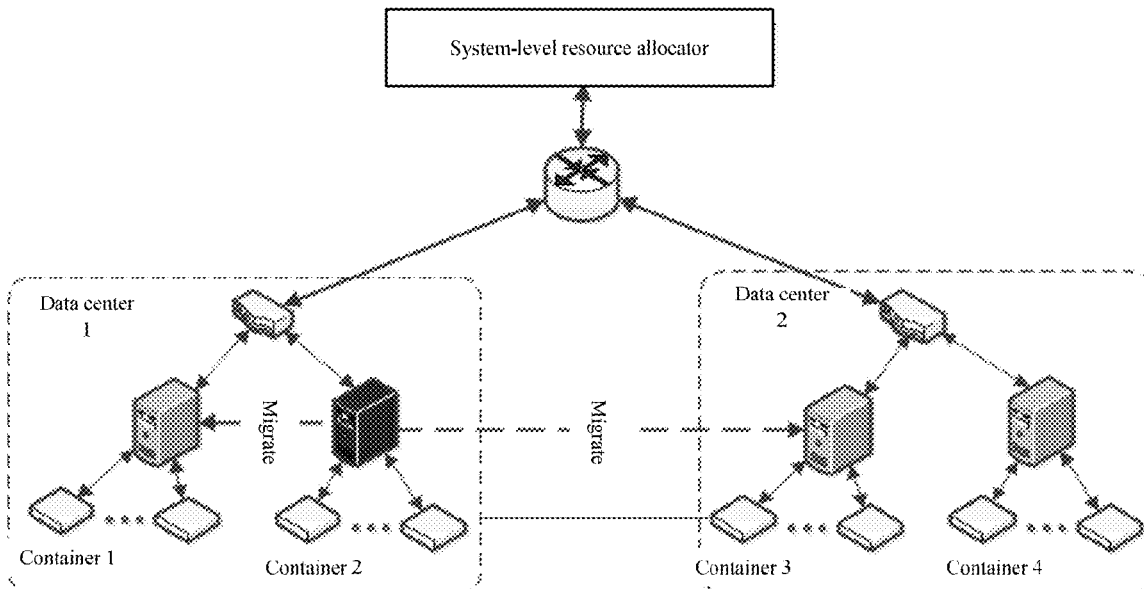 System-level resource allocator
Data center
1
Data center
2
Migrate
Migrate
Container 1
Container 2
Container 3
Container 4